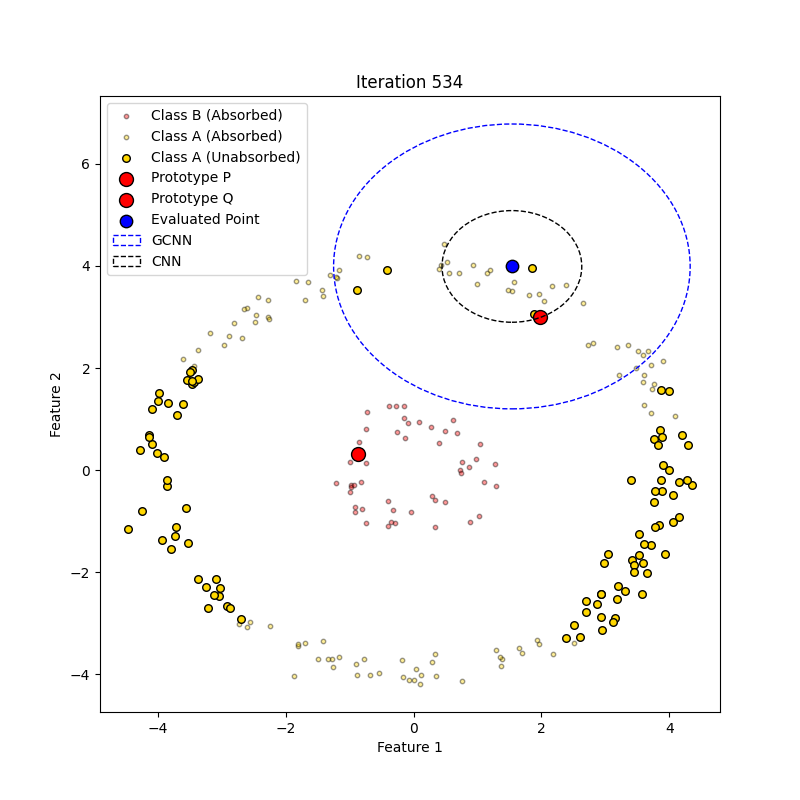 Iteration 534
Class B (Absorbed)
Class A (Absorbed)
Class A (Unabsorbed)
Prototype P
Prototype Q
Evaluated Point
GCNN
CNN
6
4
2
0
−2
−4
Feature 2
−4
−2
0
2
4
Feature 1